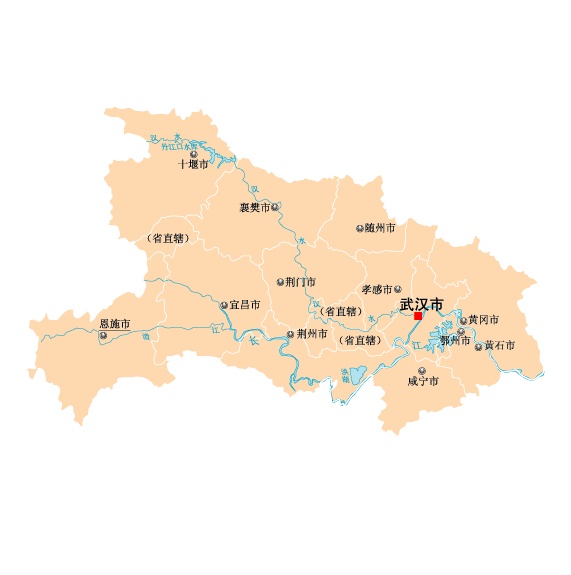 汉 水
丹江口水库
十堰市
汉
襄樊市
随州市
水
（省直辖）
荆门市
孝感市
武汉市
宜昌市
汉
（省直辖）
水
黄冈市
恩施市
清
江
长
荆州市
（省直辖）
江
鄂州市
黄石市
洪湖
咸宁市